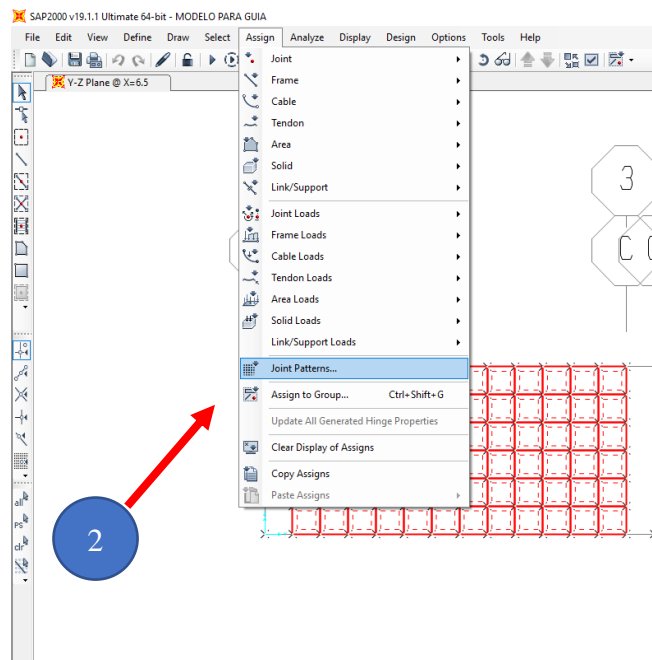 SAP2000 v19.1.1 Ultimate 64-bit - MODELO PARA GUIA
File Edit View Define Draw Select Assign Analyze Display Design Options Tools Help
Y-Z Plane @ X=6.5
Joint
Frame
Cable
Tendon
Area
Solid
Link/Support
Joint Loads
Frame Loads
Cable Loads
Tendon Loads
Area Loads
Solid Loads
Link/Support Loads
Joint Patterns...
Assign to Group... Ctrl+Shift+G
Update All Generated Hinge Properties
Clear Display of Assigns
Copy Assigns
Paste Assigns
3
C
all
PS
clr
2